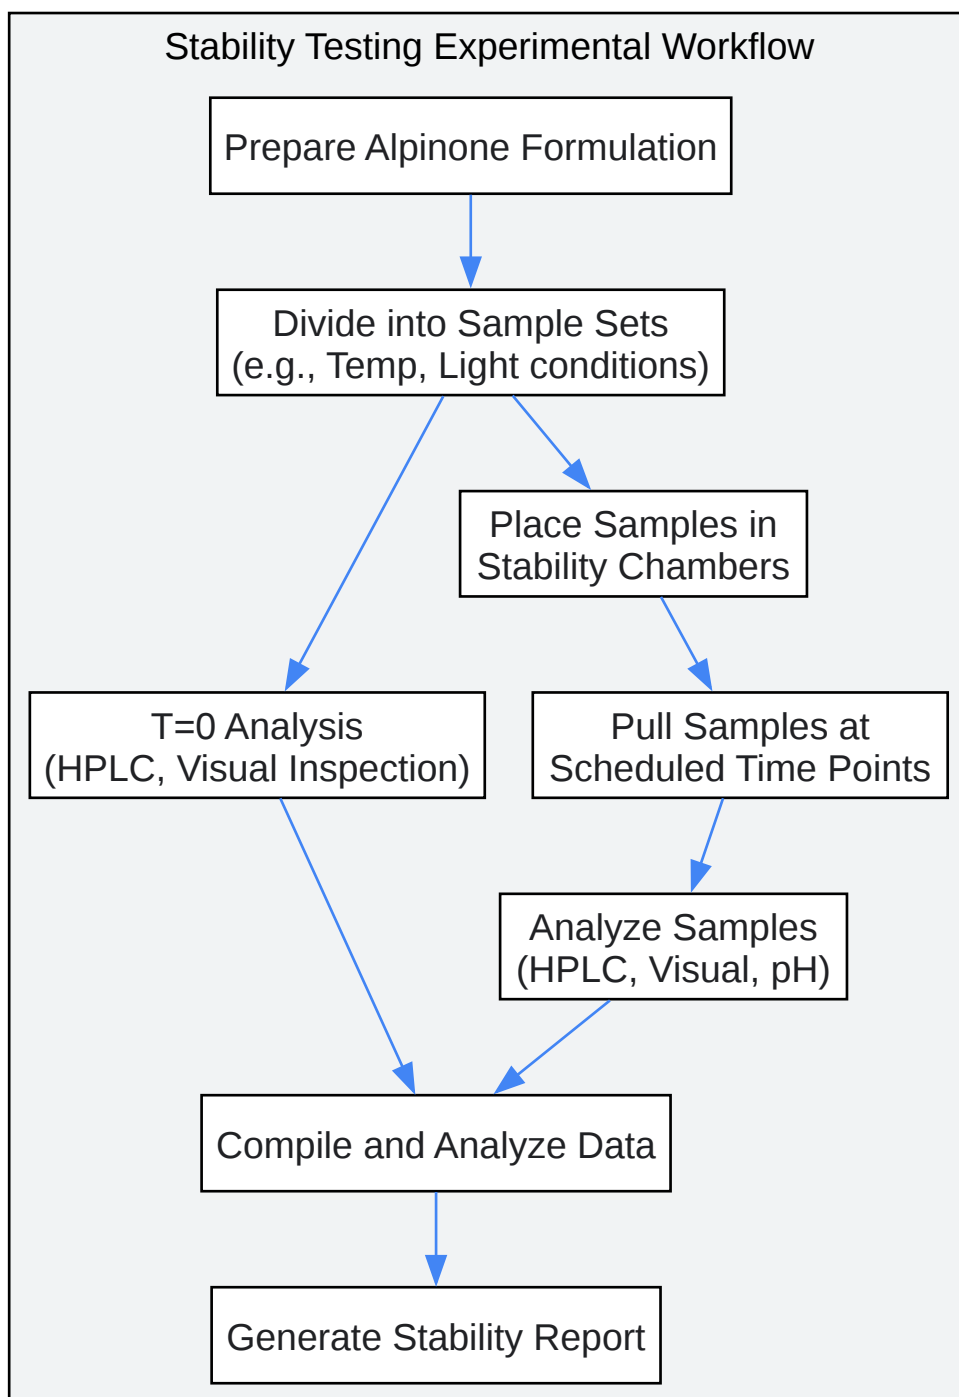 Stability Testing Experimental Workflow
Prepare Alpinone Formulation
Divide into Sample Sets
(e.g., Temp, Light conditions)
Place Samples in
Stability Chambers
T=0 Analysis
(HPLC, Visual Inspection)
Pull Samples at
Scheduled Time Points
Analyze Samples
(HPLC, Visual, pH)
Compile and Analyze Data
Generate Stability Report